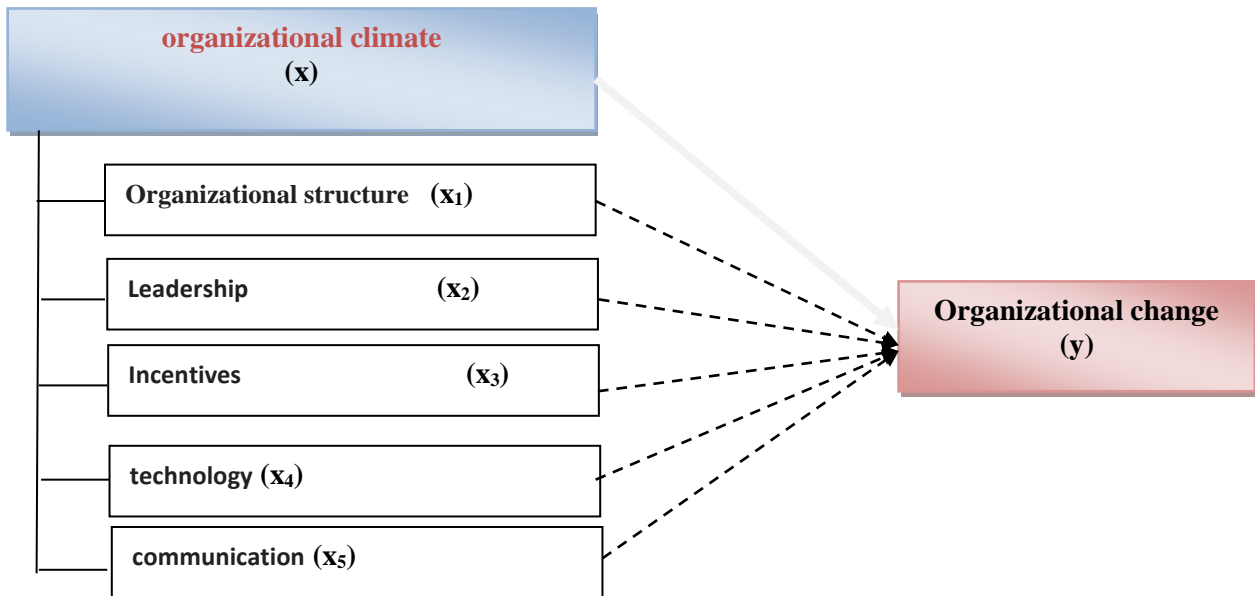 organizational climate
(x)
Organizational structure (x₁)
Leadership (x₂)
Incentives (x₃)
technology (x₄)
communication (x₅)
Organizational change
(y)